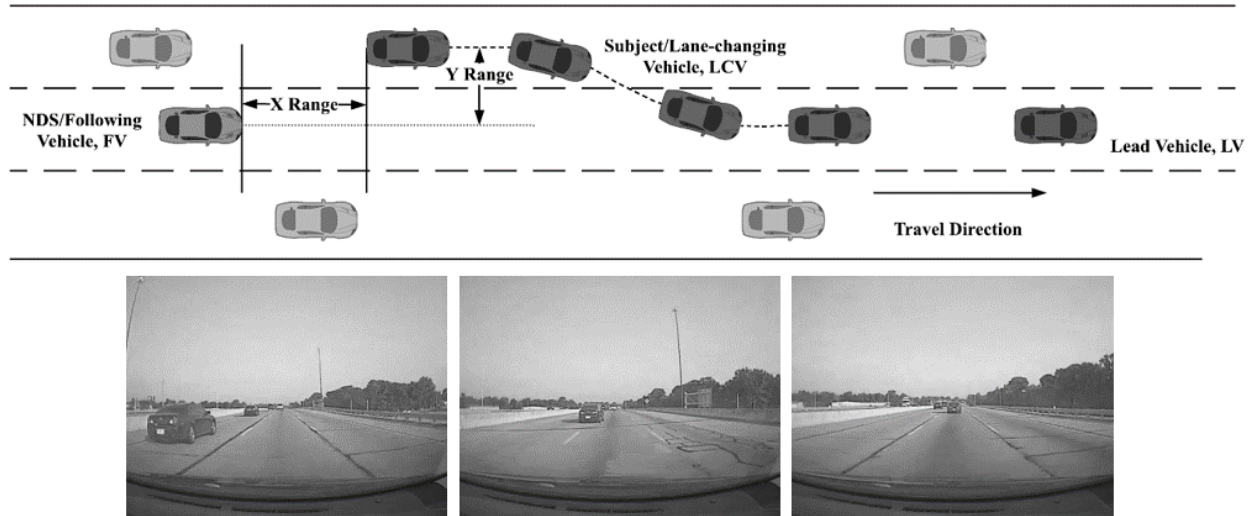 Subject/Lane-changing
Vehicle, LCV
Y Range
X Range
NDS/Following
Vehicle, FV
Lead Vehicle, LV
Travel Direction